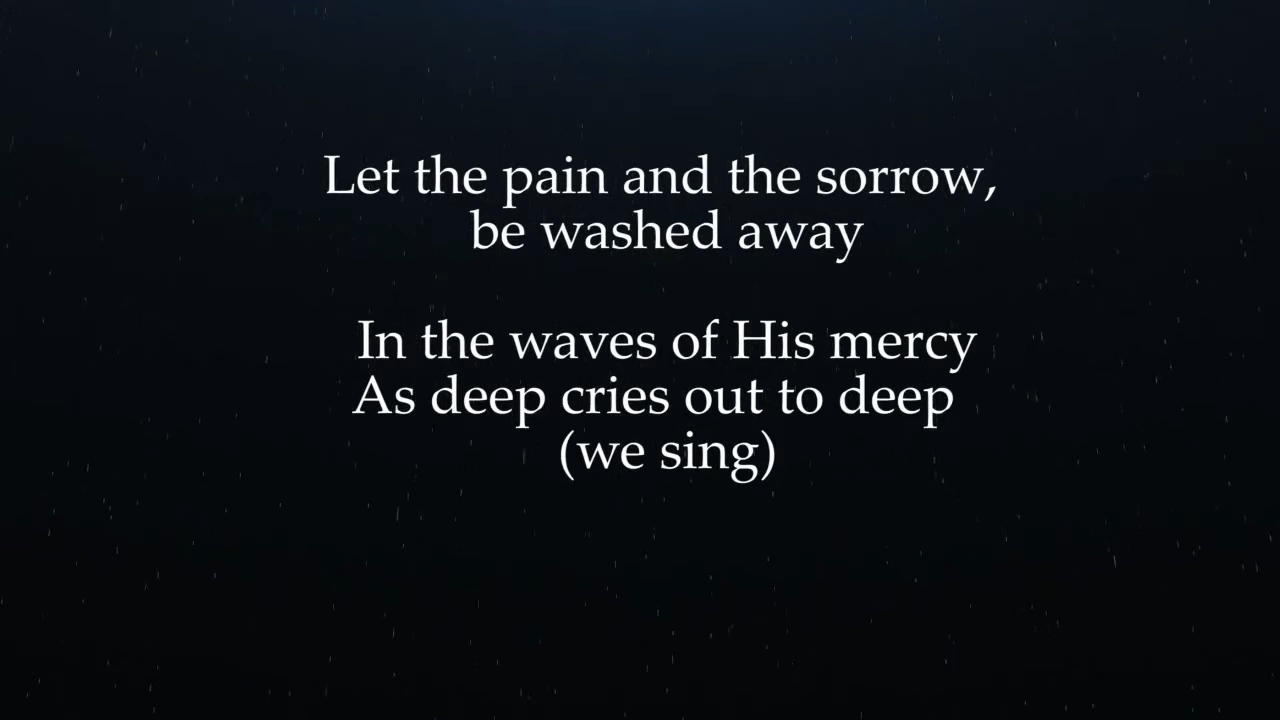 Let the pain and the sorrow,
be washed away
In the waves of His mercy
As deep cries out to deep
(we sing)